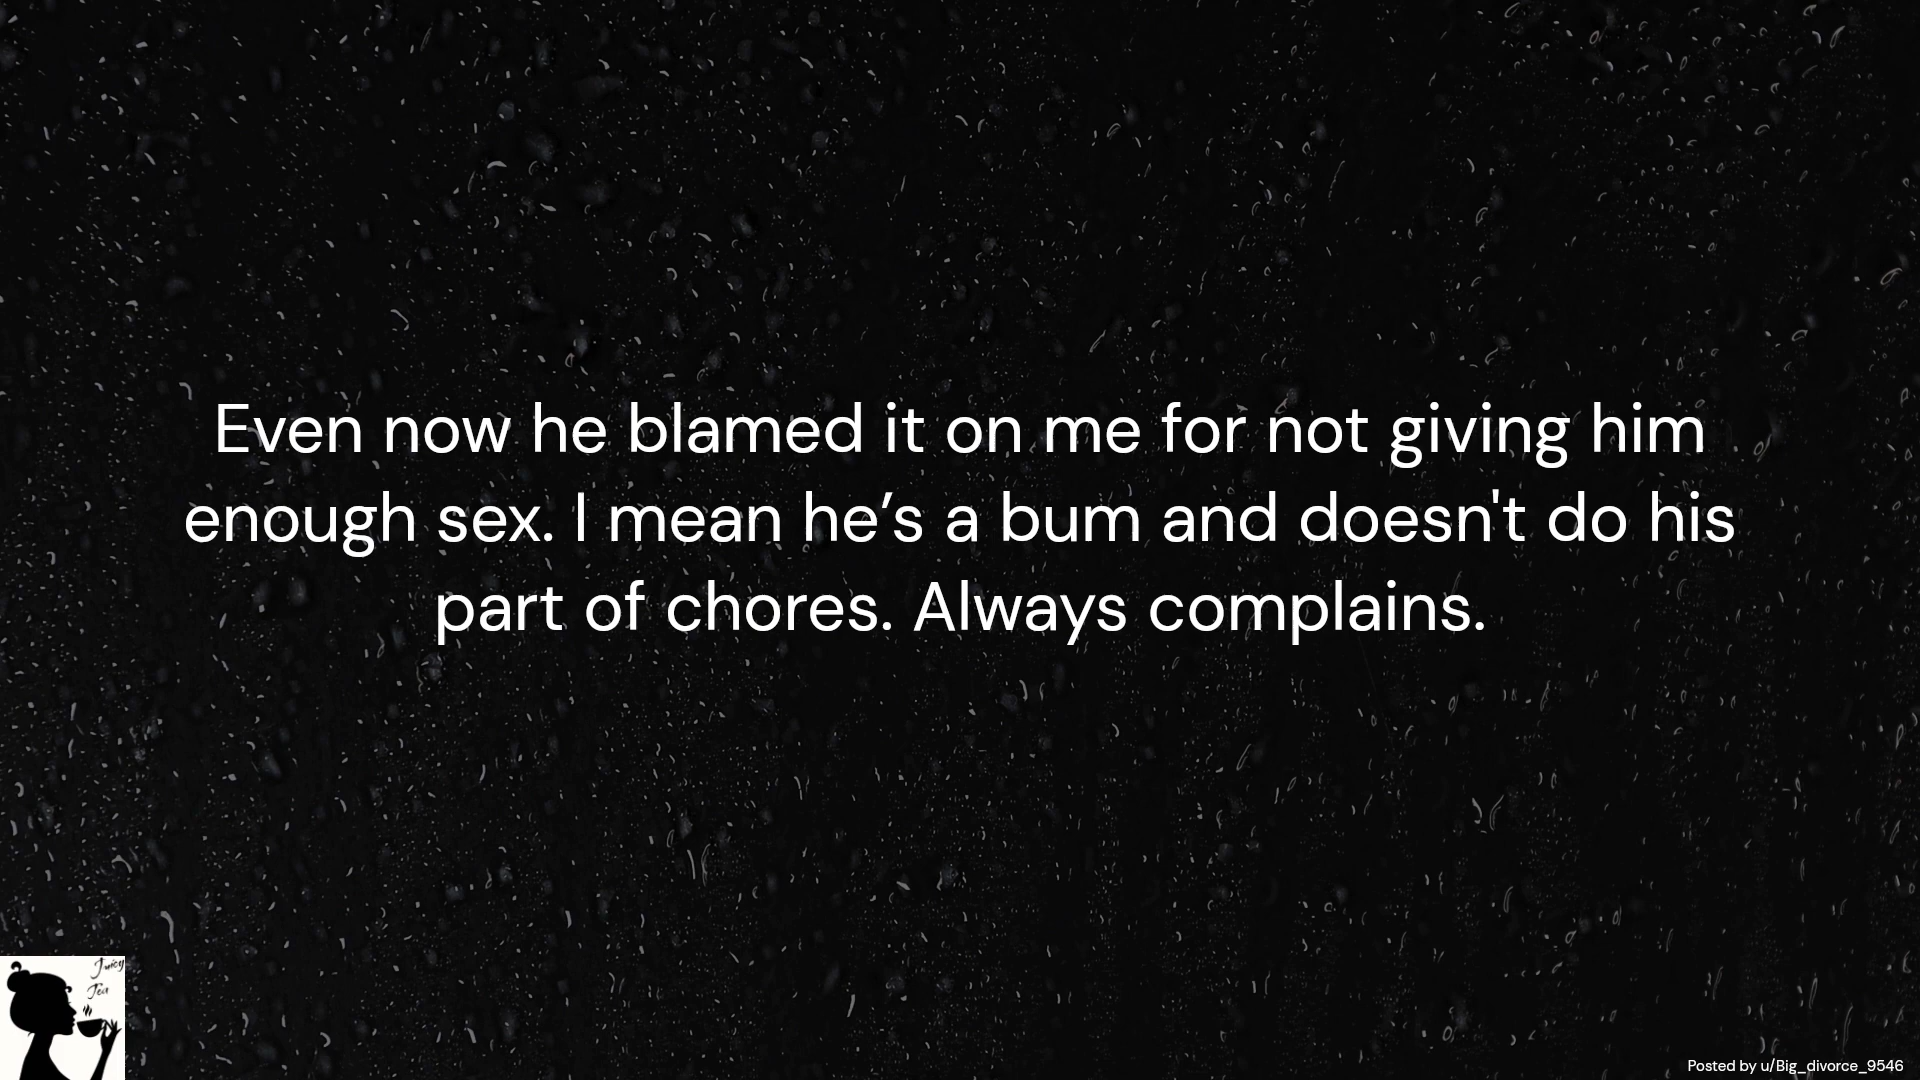 Even now he blamed it on me for not giving him
enough sex. I mean he’s a bum and doesn't do his
part of chores. Always complains.
Juicy
Tea
Posted by u/Big_divorce_9546